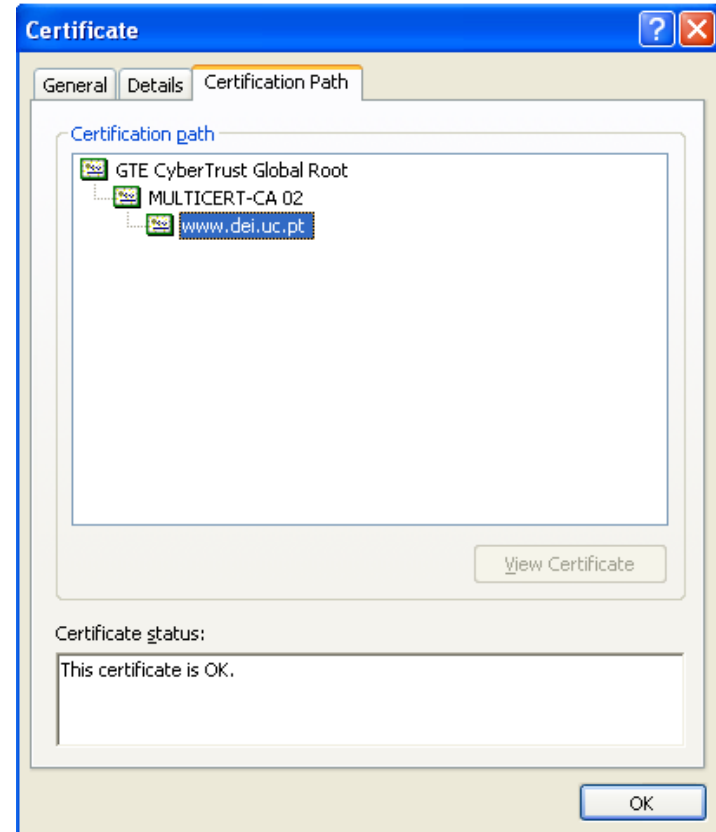 Certificate
General Details Certification Path
Certification path
GTE CyberTrust Global Root
MULTICERT-CA 02
www.dei.uc.pt
View Certificate
Certificate status:
This certificate is OK.
OK